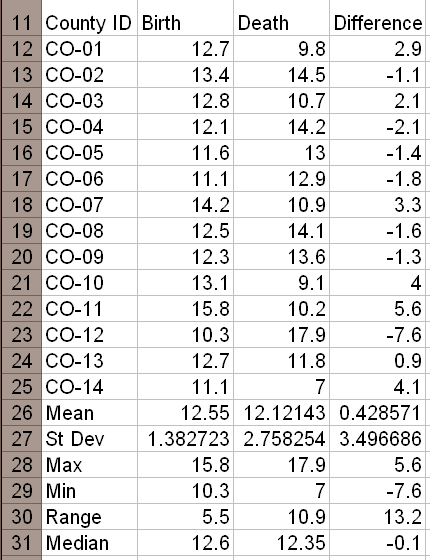 11 County ID Birth Death Difference
12 CO-01 12.7 9.8 2.9
13 CO-02 13.4 14.5 -1.1
14 CO-03 12.8 10.7 2.1
15 CO-04 12.1 14.2 -2.1
16 CO-05 11.6 13 -1.4
17 CO-06 11.1 12.9 -1.8
18 CO-07 14.2 10.9 3.3
19 CO-08 12.5 14.1 -1.6
20 CO-09 12.3 13.6 -1.3
21 CO-10 13.1 9.1 4
22 CO-11 15.8 10.2 5.6
23 CO-12 10.3 17.9 -7.6
24 CO-13 12.7 11.8 0.9
25 CO-14 11.1 7 4.1
26 Mean 12.55 12.12143 0.428571
27 St Dev 1.382723 2.758254 3.496686
28 Max 15.8 17.9 5.6
29 Min 10.3 7 -7.6
30 Range 5.5 10.9 13.2
31 Median 12.6 12.35 -0.1